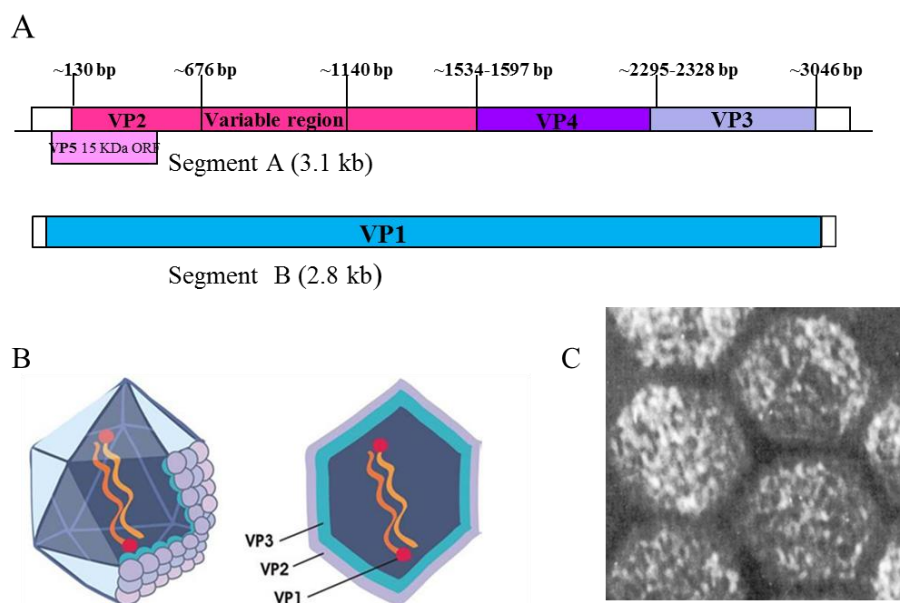 A
~130 bp ~676 bp ~1140 bp ~1534-1597 bp ~2295-2328 bp ~3046 bp
VP2 Variable region VP4 VP3
VP5 15 KDa ORF
Segment A (3.1 kb)
VP1
Segment B (2.8 kb)
B C
VP3
VP2
VP1